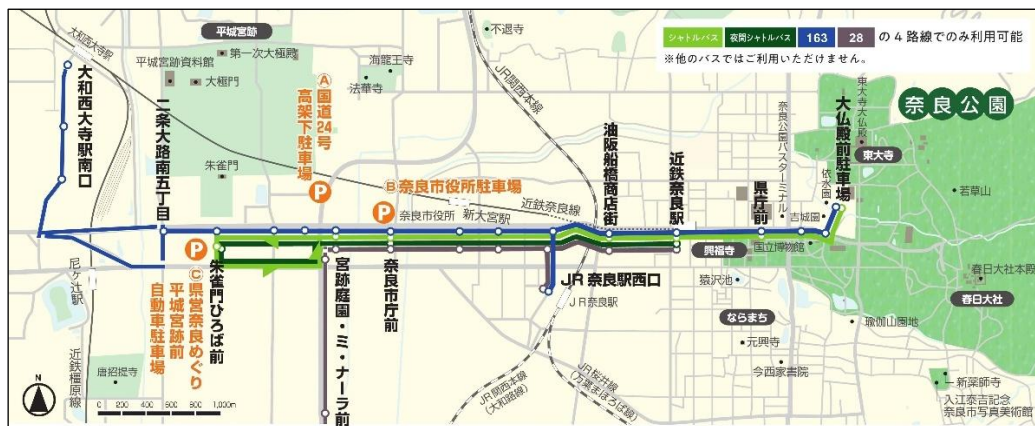 シャトルバス 夜間シャトルバス 163 28 の4路線でのみ利用可能
※他のバスではご利用いただけません。
奈良公園
平城宮跡
大和西大寺駅
大和西大寺駅南口
平城宮跡資料館
第一次大極殿
大極門
朱雀門
海龍王寺
法華寺
不退寺
JR関西本線
Ⓐ国道24号
高架下駐車場
P
Ⓑ奈良市役所駐車場
P
奈良市役所
新大宮駅
近鉄奈良線
二条大路南五丁目
P
Ⓒ県営奈良めぐり
平城宮跡前
自動車駐車場
朱雀門ひろば前
宮跡庭園・ミ・ナーラ前
奈良市庁前
油阪船橋商店街
近鉄奈良駅
県庁前
奈良公園バスターミナル
大仏殿前駐車場
東大寺大仏殿
東大寺
依水園
吉城園
若草山
国立博物館
興福寺
猿沢池
春日大社本殿
春日大社
JR奈良駅西口
JR奈良駅
ならまち
元興寺
今西家書院
瑜伽山園地
新薬師寺
入江泰吉記念
奈良市写真美術館
JR関西本線
(大和路線)
JR桜井線
(万葉まほろば線)
尼ヶ辻駅
近鉄橿原線
唐招提寺
N
0 200 400 600 800 1,000m